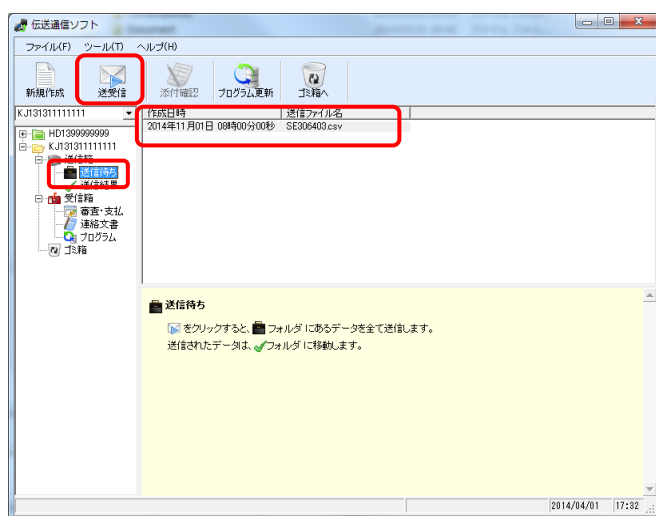 伝送通信ソフト
ファイル(F) ツール(T) ヘルプ(H)
新規作成 送受信 添付確認 プログラム更新 ゴミ箱へ
KJ131311111111
作成日時 送信ファイル名
2014年11月01日 08時00分00秒 SE306403.csv
HD1399999999
KJ131311111111
送信箱
送信待ち
送信結果
受信箱
審査・支払
連絡文書
プログラム
ゴミ箱
送信待ち
をクリックすると、 フォルダにあるデータを全て送信します。
送信されたデータは、 フォルダに移動します。
2014/04/01 17:32